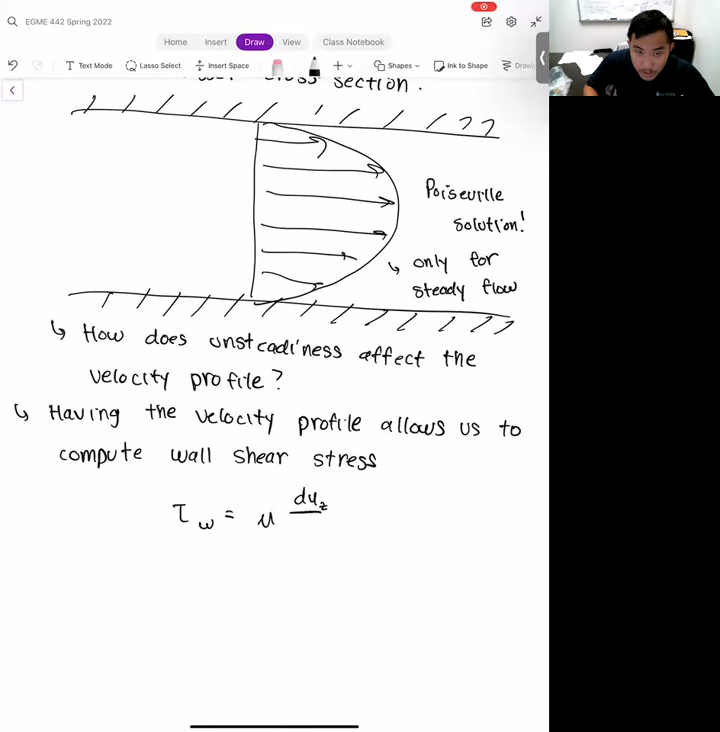 EGME 442 Spring 2022
Home Insert Draw View Class Notebook
Text Mode Lasso Select Insert Space + Shapes Ink to Shape
section.
Poiseuille
solution!
↳ only for
steady flow
↳ How does unsteadiness affect the
velocity profile?
↳ Having the velocity profile allows us to
compute wall shear stress
τw = μ duz